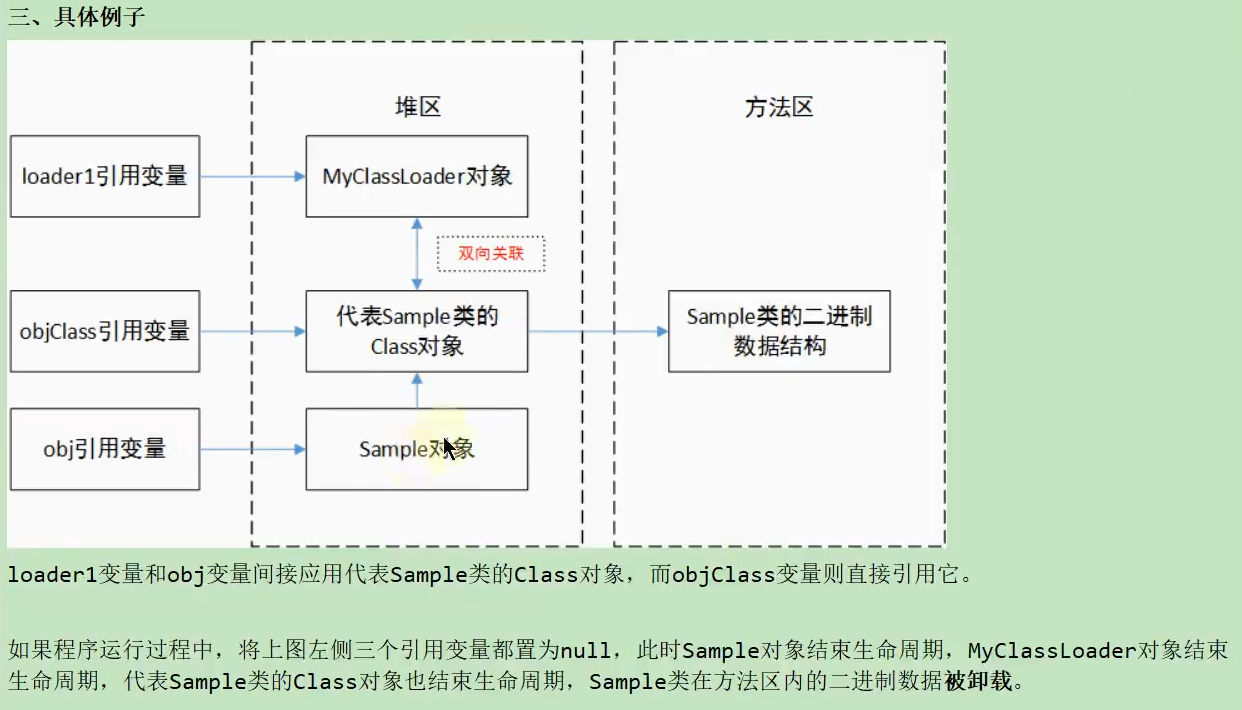 三、具体例子
堆区
方法区
loader1引用变量
MyClassLoader对象
双向关联
objClass引用变量
代表Sample类的
Class对象
Sample类的二进制
数据结构
obj引用变量
Sample对象
loader1变量和obj变量间接应用代表Sample类的Class对象，而objClass变量则直接引用它。
如果程序运行过程中，将上图左侧三个引用变量都置为null，此时Sample对象结束生命周期，MyClassLoader对象结束
生命周期，代表Sample类的Class对象也结束生命周期，Sample类在方法区内的二进制数据被卸载。